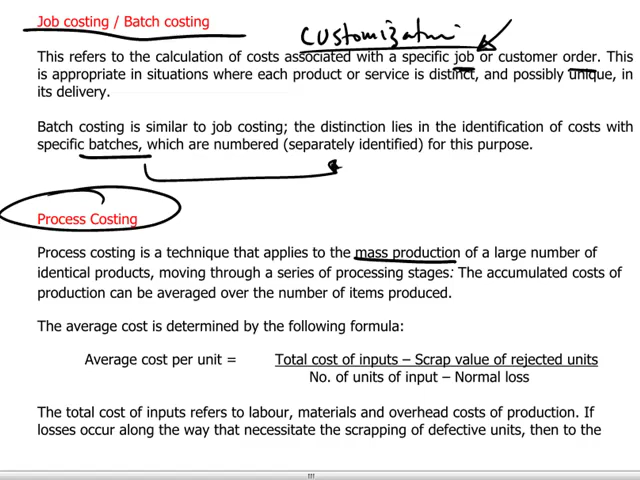 Job costing / Batch costing
customization
This refers to the calculation of costs associated with a specific job or customer order. This
is appropriate in situations where each product or service is distinct, and possibly unique, in
its delivery.
Batch costing is similar to job costing; the distinction lies in the identification of costs with
specific batches, which are numbered (separately identified) for this purpose.
Process Costing
Process costing is a technique that applies to the mass production of a large number of
identical products, moving through a series of processing stages: The accumulated costs of
production can be averaged over the number of items produced.
The average cost is determined by the following formula:
Average cost per unit = Total cost of inputs – Scrap value of rejected units
No. of units of input – Normal loss
The total cost of inputs refers to labour, materials and overhead costs of production. If
losses occur along the way that necessitate the scrapping of defective units, then to the